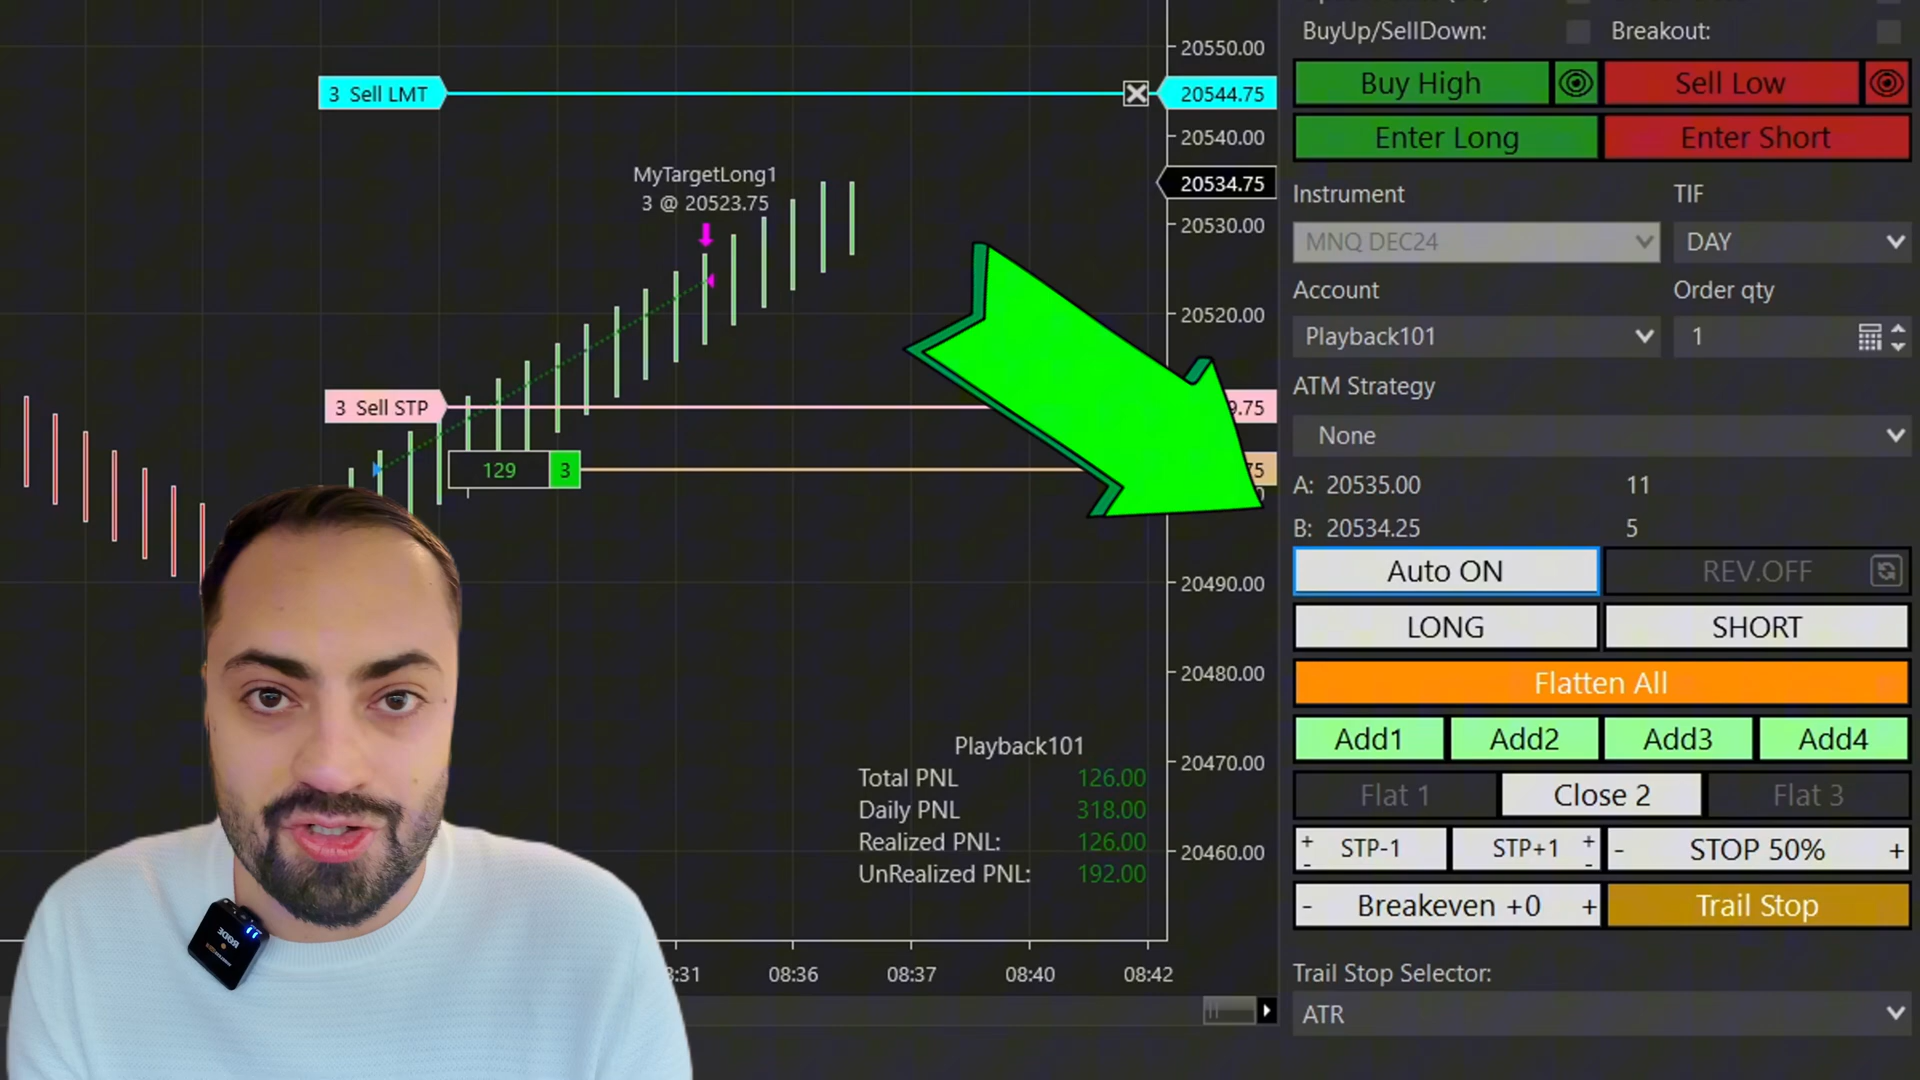 20550.00
3 Sell LMT
20544.75
20540.00
MyTargetLong1
3 @ 20523.75
20534.75
20530.00
20520.00
3 Sell STP
9.75
129 3
75
0
20490.00
20480.00
20470.00
20460.00
Playback101
Total PNL 126.00
Daily PNL 318.00
Realized PNL: 126.00
UnRealized PNL: 192.00
:31 08:36 08:37 08:40 08:42
RØDE
BuyUp/SellDown: Breakout:
Buy High Sell Low
Enter Long Enter Short
Instrument TIF
MNQ DEC24 DAY
Account Order qty
Playback101 1
ATM Strategy
None
A: 20535.00 11
B: 20534.25 5
Auto ON REV.OFF
LONG SHORT
Flatten All
Add1 Add2 Add3 Add4
Flat 1 Close 2 Flat 3
+ - STP-1 STP+1 + - - STOP 50% +
- Breakeven +0 + Trail Stop
Trail Stop Selector:
ATR